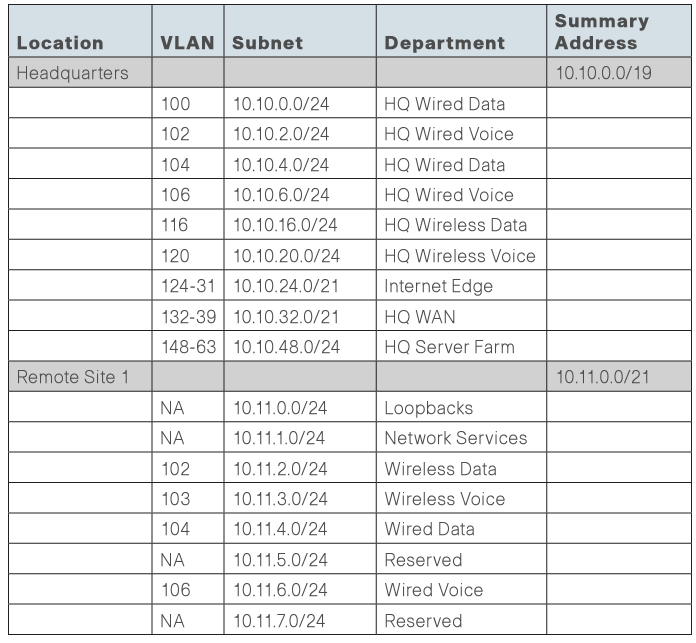 Location VLAN Subnet Department Summary Address
Headquarters 10.10.0.0/19
100 10.10.0.0/24 HQ Wired Data
102 10.10.2.0/24 HQ Wired Voice
104 10.10.4.0/24 HQ Wired Data
106 10.10.6.0/24 HQ Wired Voice
116 10.10.16.0/24 HQ Wireless Data
120 10.10.20.0/24 HQ Wireless Voice
124-31 10.10.24.0/21 Internet Edge
132-39 10.10.32.0/21 HQ WAN
148-63 10.10.48.0/24 HQ Server Farm
Remote Site 1 10.11.0.0/21
NA 10.11.0.0/24 Loopbacks
NA 10.11.1.0/24 Network Services
102 10.11.2.0/24 Wireless Data
103 10.11.3.0/24 Wireless Voice
104 10.11.4.0/24 Wired Data
NA 10.11.5.0/24 Reserved
106 10.11.6.0/24 Wired Voice
NA 10.11.7.0/24 Reserved